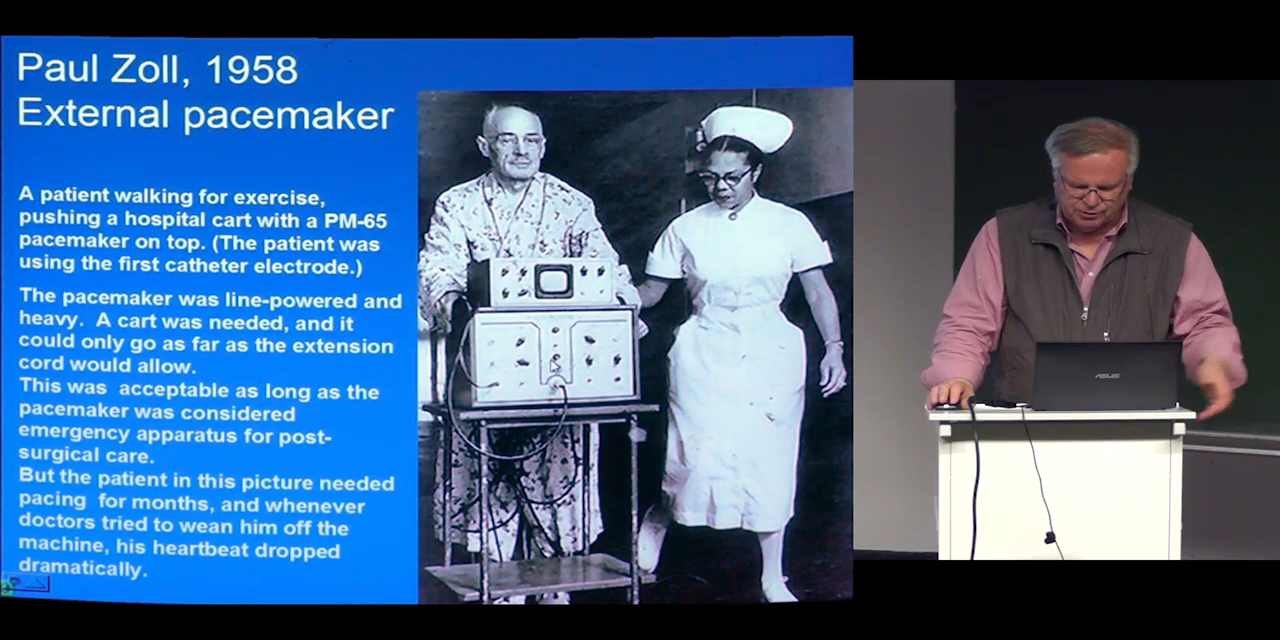 Paul Zoll, 1958
External pacemaker
A patient walking for exercise,
pushing a hospital cart with a PM-65
pacemaker on top. (The patient was
using the first catheter electrode.)
The pacemaker was line-powered and
heavy.  A cart was needed, and it
could only go as far as the extension
cord would allow.
This was  acceptable as long as the
pacemaker was considered
emergency apparatus for post-
surgical care.
But the patient in this picture needed
pacing  for months, and whenever
doctors tried to wean him off the
machine, his heartbeat dropped
dramatically.
ASUS